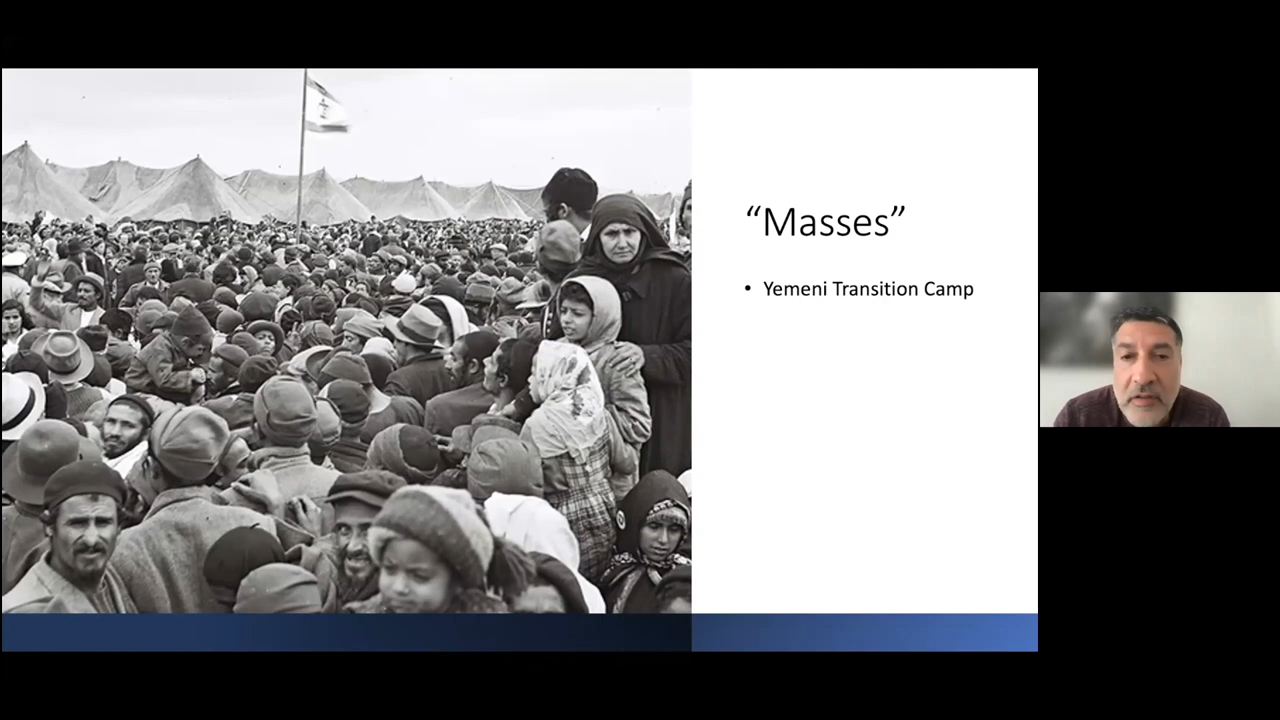 “Masses”
• Yemeni Transition Camp